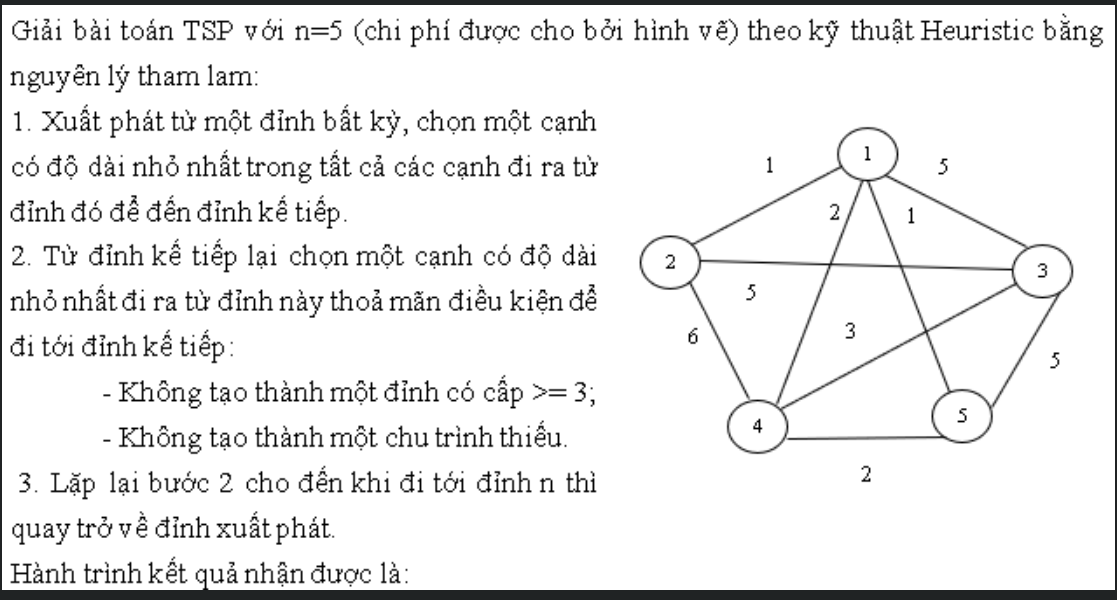 Giải bài toán TSP với n=5 (chi phí được cho bởi hình vẽ) theo kỹ thuật Heuristic bằng
nguyên lý tham lam:
1. Xuất phát từ một đỉnh bất kỳ, chọn một cạnh
có độ dài nhỏ nhất trong tất cả các cạnh đi ra từ
đỉnh đó để đến đỉnh kế tiếp.
2. Từ đỉnh kế tiếp lại chọn một cạnh có độ dài
nhỏ nhất đi ra từ đỉnh này thoả mãn điều kiện để
đi tới đỉnh kế tiếp:
- Không tạo thành một đỉnh có cấp >= 3;
- Không tạo thành một chu trình thiếu.
3. Lặp lại bước 2 cho đến khi đi tới đỉnh n thì
quay trở về đỉnh xuất phát.
Hành trình kết quả nhận được là:
1
1
5
2
1
2
3
5
6
3
5
4
5
2